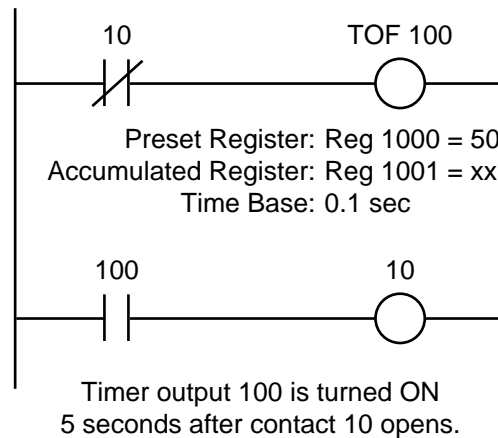 10 TOF 100
Preset Register: Reg 1000 = 50
Accumulated Register: Reg 1001 = xx
Time Base: 0.1 sec
100 10
Timer output 100 is turned ON
5 seconds after contact 10 opens.